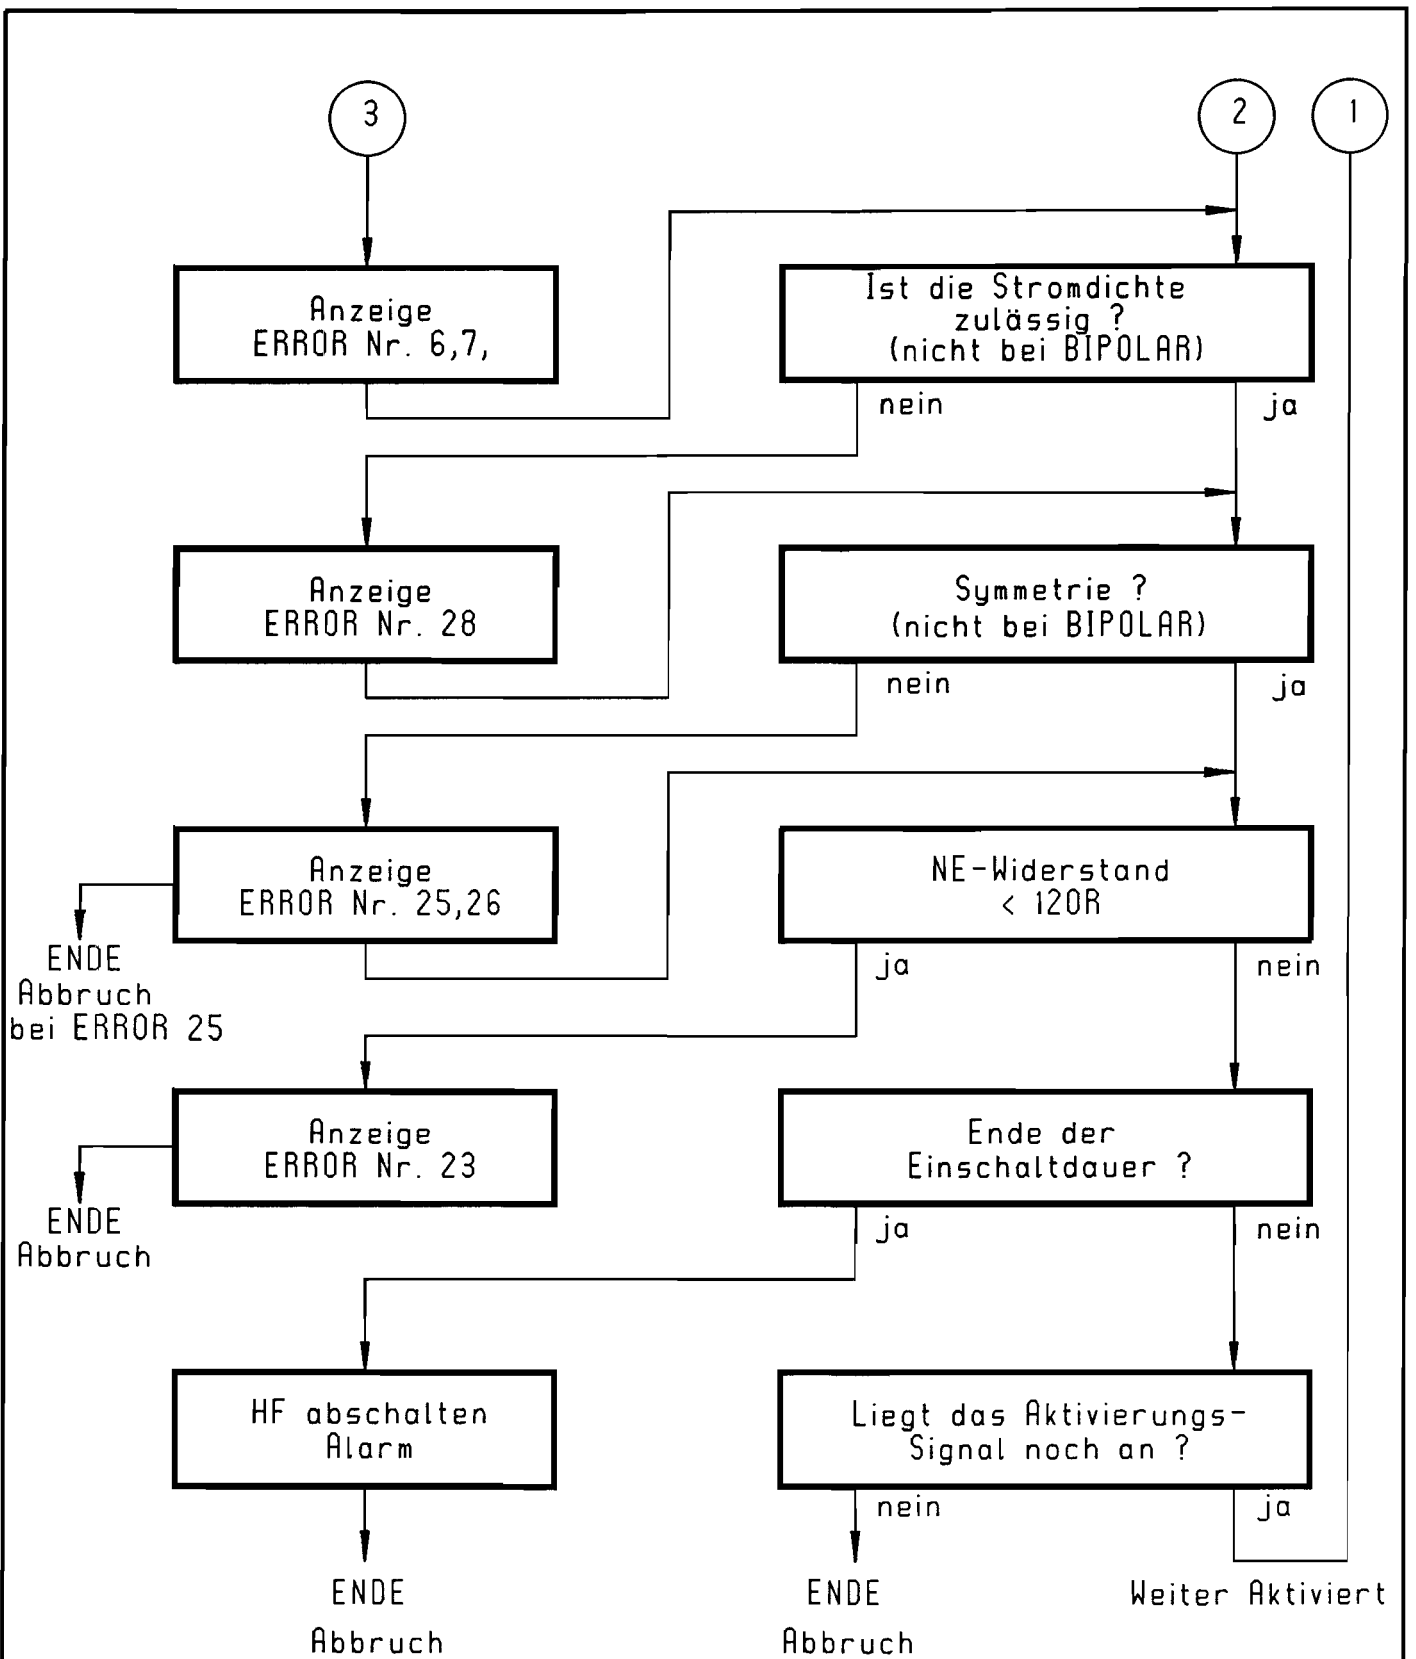 3
2
1
Anzeige
ERROR Nr. 6,7,
Ist die Stromdichte
zulässig ?
(nicht bei BIPOLAR)
nein
ja
Anzeige
ERROR Nr. 28
Symmetrie ?
(nicht bei BIPOLAR)
nein
ja
Anzeige
ERROR Nr. 25,26
NE-Widerstand
< 120R
ja
nein
ENDE
Abbruch
bei ERROR 25
Anzeige
ERROR Nr. 23
Ende der
Einschaltdauer ?
ja
nein
ENDE
Abbruch
HF abschalten
Alarm
Liegt das Aktivierungs-
Signal noch an ?
nein
ja
ENDE
Abbruch
ENDE
Abbruch
Weiter Aktiviert